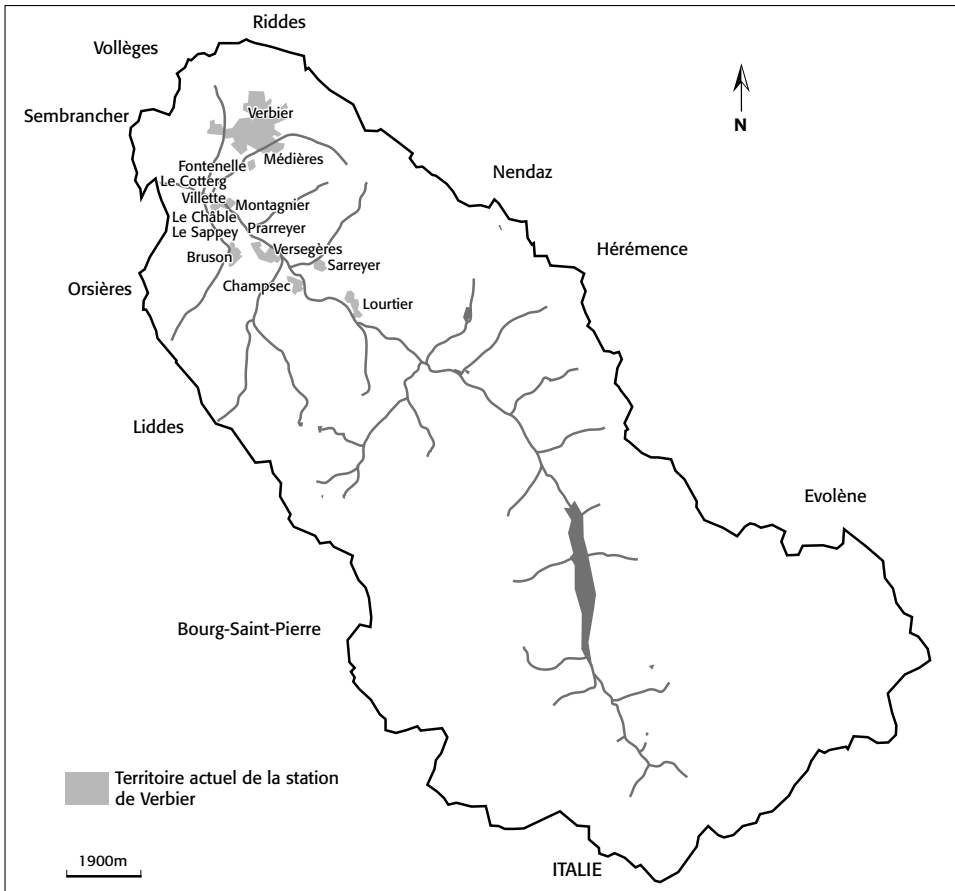 Riddes
Vollèges
Sembrancher
Verbier
Médières
Fontenelle
Le Cotterg
Villette
Montagnier
Le Châble
Prarreyer
Le Sappey
Versegères
Bruson
Sarreyer
Champsec
Lourtier
N
Nendaz
Hérémence
Orsières
Liddes
Evolène
Bourg-Saint-Pierre
Territoire actuel de la station
de Verbier
1900m
ITALIE